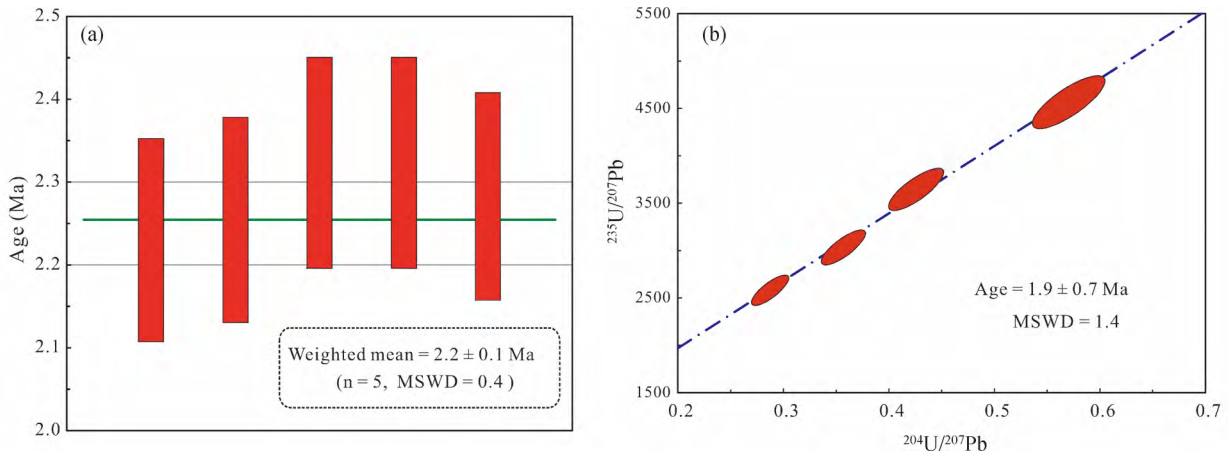 (a)
2.5
2.4
2.3
2.2
2.1
2.0
Age (Ma)
Weighted mean = 2.2 ± 0.1 Ma
(n = 5, MSWD = 0.4 )
(b)
5500
4500
3500
2500
1500
²³⁵U/²⁰⁷Pb
Age = 1.9 ± 0.7 Ma
MSWD = 1.4
0.2 0.3 0.4 0.5 0.6 0.7
²⁰⁴U/²⁰⁷Pb